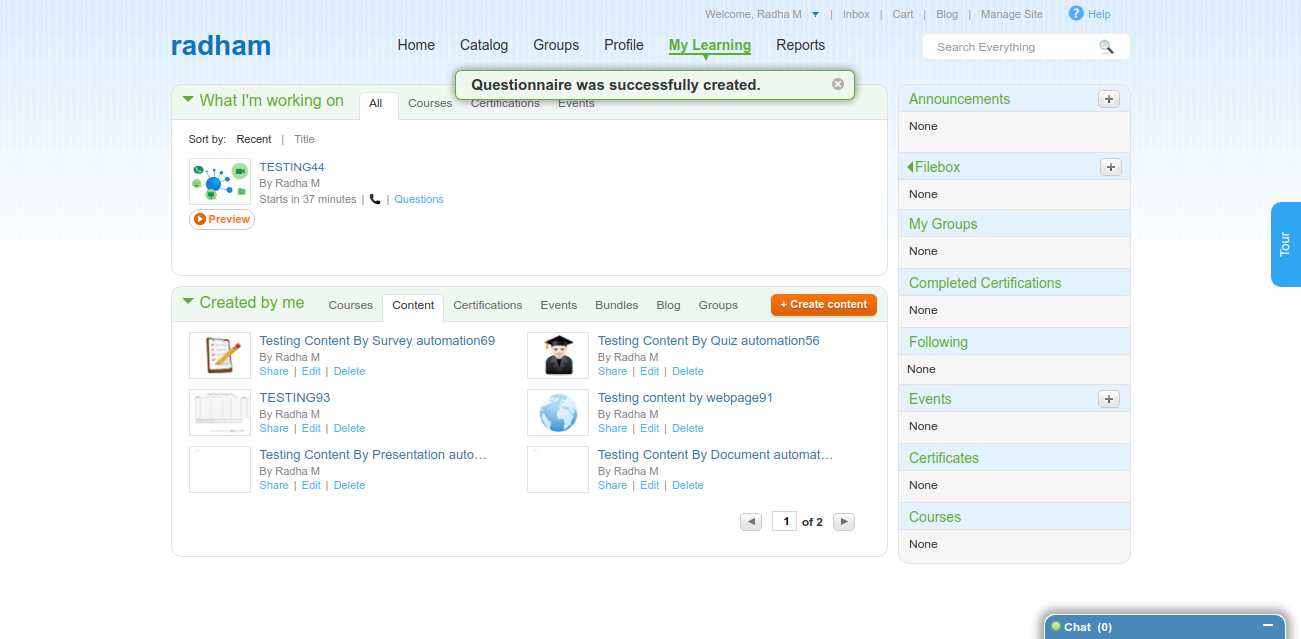 Welcome, Radha M | Inbox | Cart | Blog | Manage Site ? Help
radham
Home Catalog Groups Profile My Learning Reports
Search Everything
Questionnaire was successfully created.
What I'm working on All Courses Certifications Events
Sort by: Recent | Title
TESTING44
By Radha M
Starts in 37 minutes | | Questions
Preview
Created by me Courses Content Certifications Events Bundles Blog Groups + Create content
Testing Content By Survey automation69
By Radha M
Share | Edit | Delete
Testing Content By Quiz automation56
By Radha M
Share | Edit | Delete
TESTING93
By Radha M
Share | Edit | Delete
Testing content by webpage91
By Radha M
Share | Edit | Delete
Testing Content By Presentation auto…
By Radha M
Share | Edit | Delete
Testing Content By Document automat…
By Radha M
Share | Edit | Delete
1 of 2
Announcements +
None
Filebox +
None
My Groups
None
Completed Certifications
None
Following
None
Events +
None
Certificates
None
Courses
None
Tour
Chat (0)